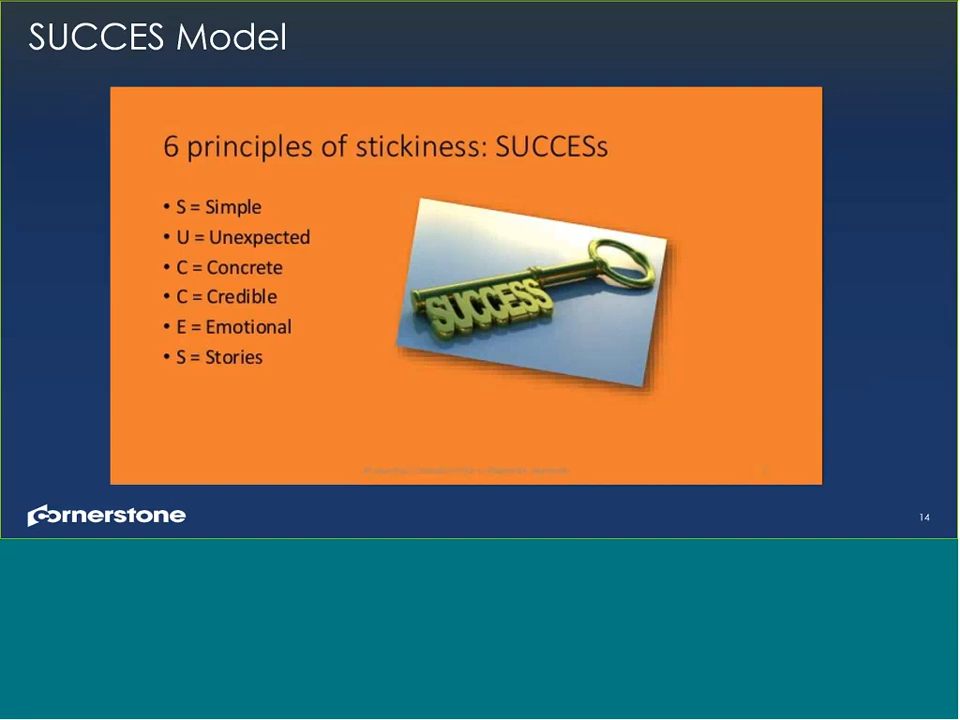 SUCCES Model
6 principles of stickiness: SUCCESs
• S = Simple
• U = Unexpected
• C = Concrete
• C = Credible
• E = Emotional
• S = Stories
SUCCESS
Cornerstone
14